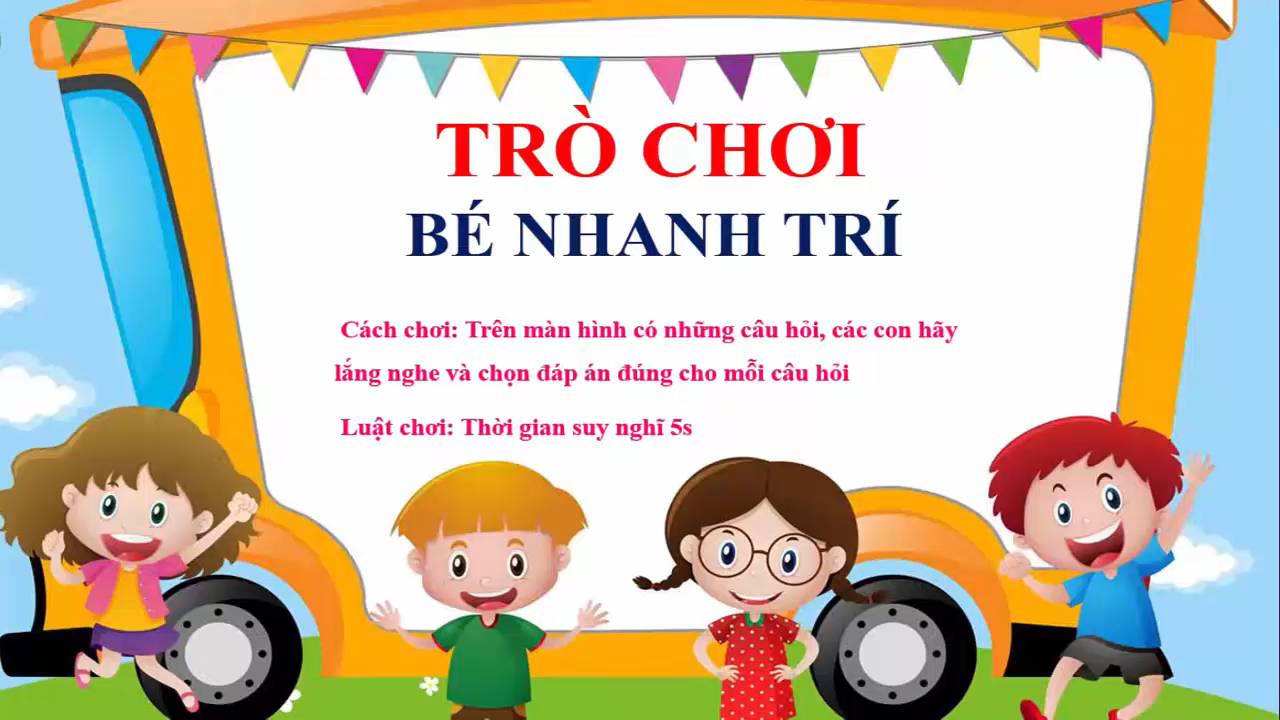 TRÒ CHƠI
BÉ NHANH TRÍ
Cách chơi: Trên màn hình có những câu hỏi, các con hãy
lắng nghe và chọn đáp án đúng cho mỗi câu hỏi
Luật chơi: Thời gian suy nghĩ 5s